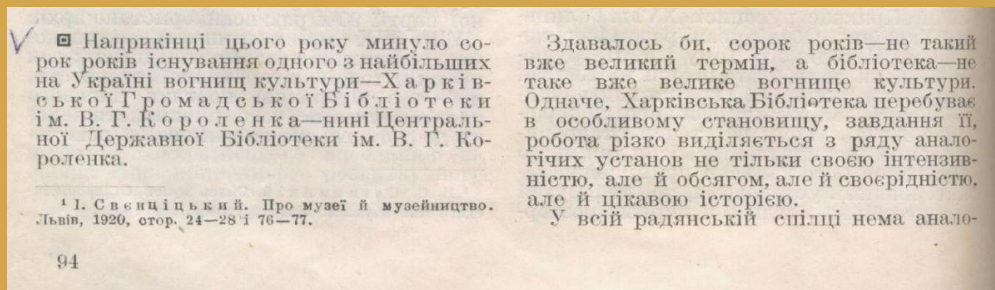 Наприкінці цього року минуло со-
рок років існування одного з найбільших
на Україні вогнищ культури—Харків-
ської Громадської Бібліотеки
ім. В. Г. Короленка—нині Централь-
ної Державної Бібліотеки ім. В. Г. Ко-
роленка.
¹ І. Свєнціцький. Про музеї й музейництво.
Львів, 1920, стор. 24—28 і 76—77.
94
Здавалось би, сорок років—не такий
вже великий термін, а бібліотека—не
таке вже велике вогнище культури.
Одначе, Харківська Бібліотека перебуває
в особливому становищу, завдання її,
робота різко виділяється з ряду анало-
гічих установ не тільки своєю інтензив-
ністю, але й обсягом, але й своєрідністю,
але й цікавою історією.
У всій радянській спілці нема анало-